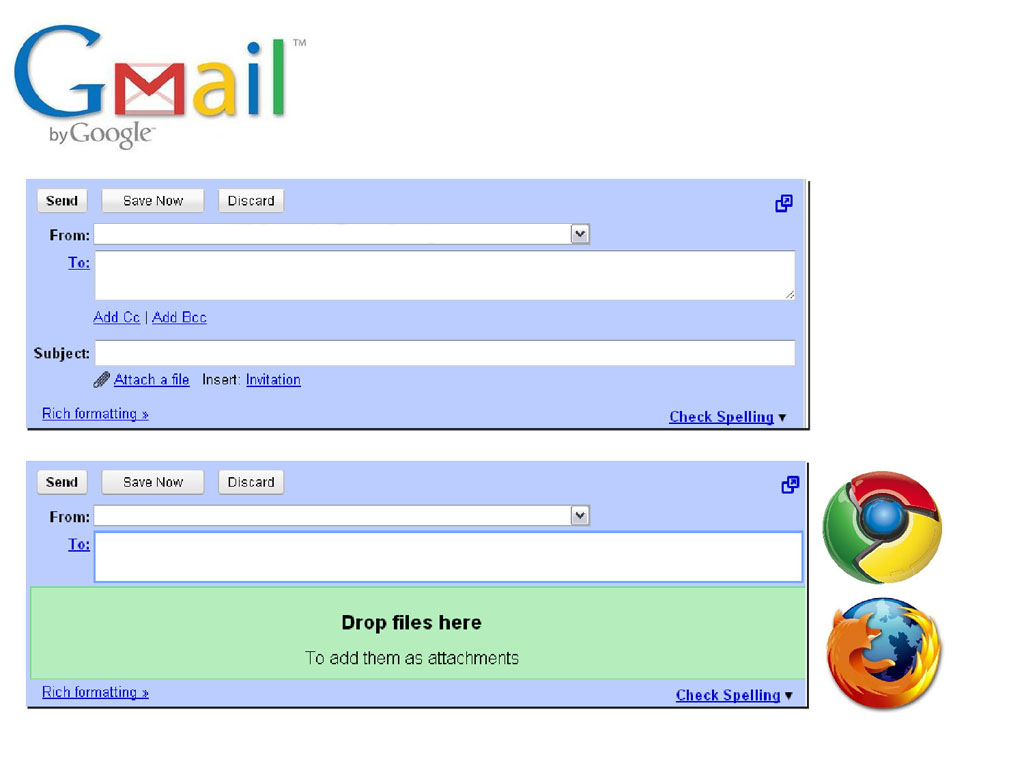 Gmail™
by Google™
Send Save Now Discard
From:
To:
Add Cc | Add Bcc
Subject:
Attach a file Insert: Invitation
Rich formatting » Check Spelling ▼
Send Save Now Discard
From:
To:
Drop files here
To add them as attachments
Rich formatting » Check Spelling ▼